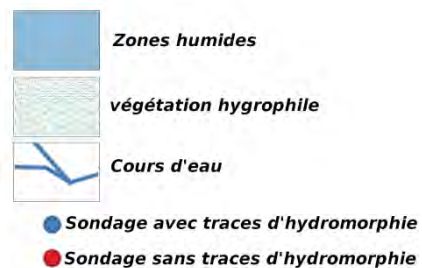 Zones humides
végétation hygrophile
Cours d'eau
Sondage avec traces d'hydromorphie
Sondage sans traces d'hydromorphie